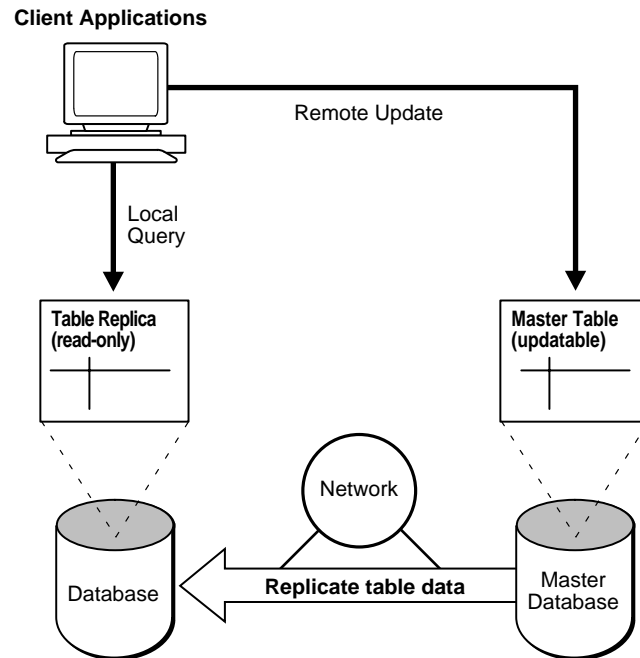 Client Applications
Remote Update
Local
Query
Table Replica
(read-only)
Master Table
(updatable)
Network
Database
Replicate table data
Master
Database